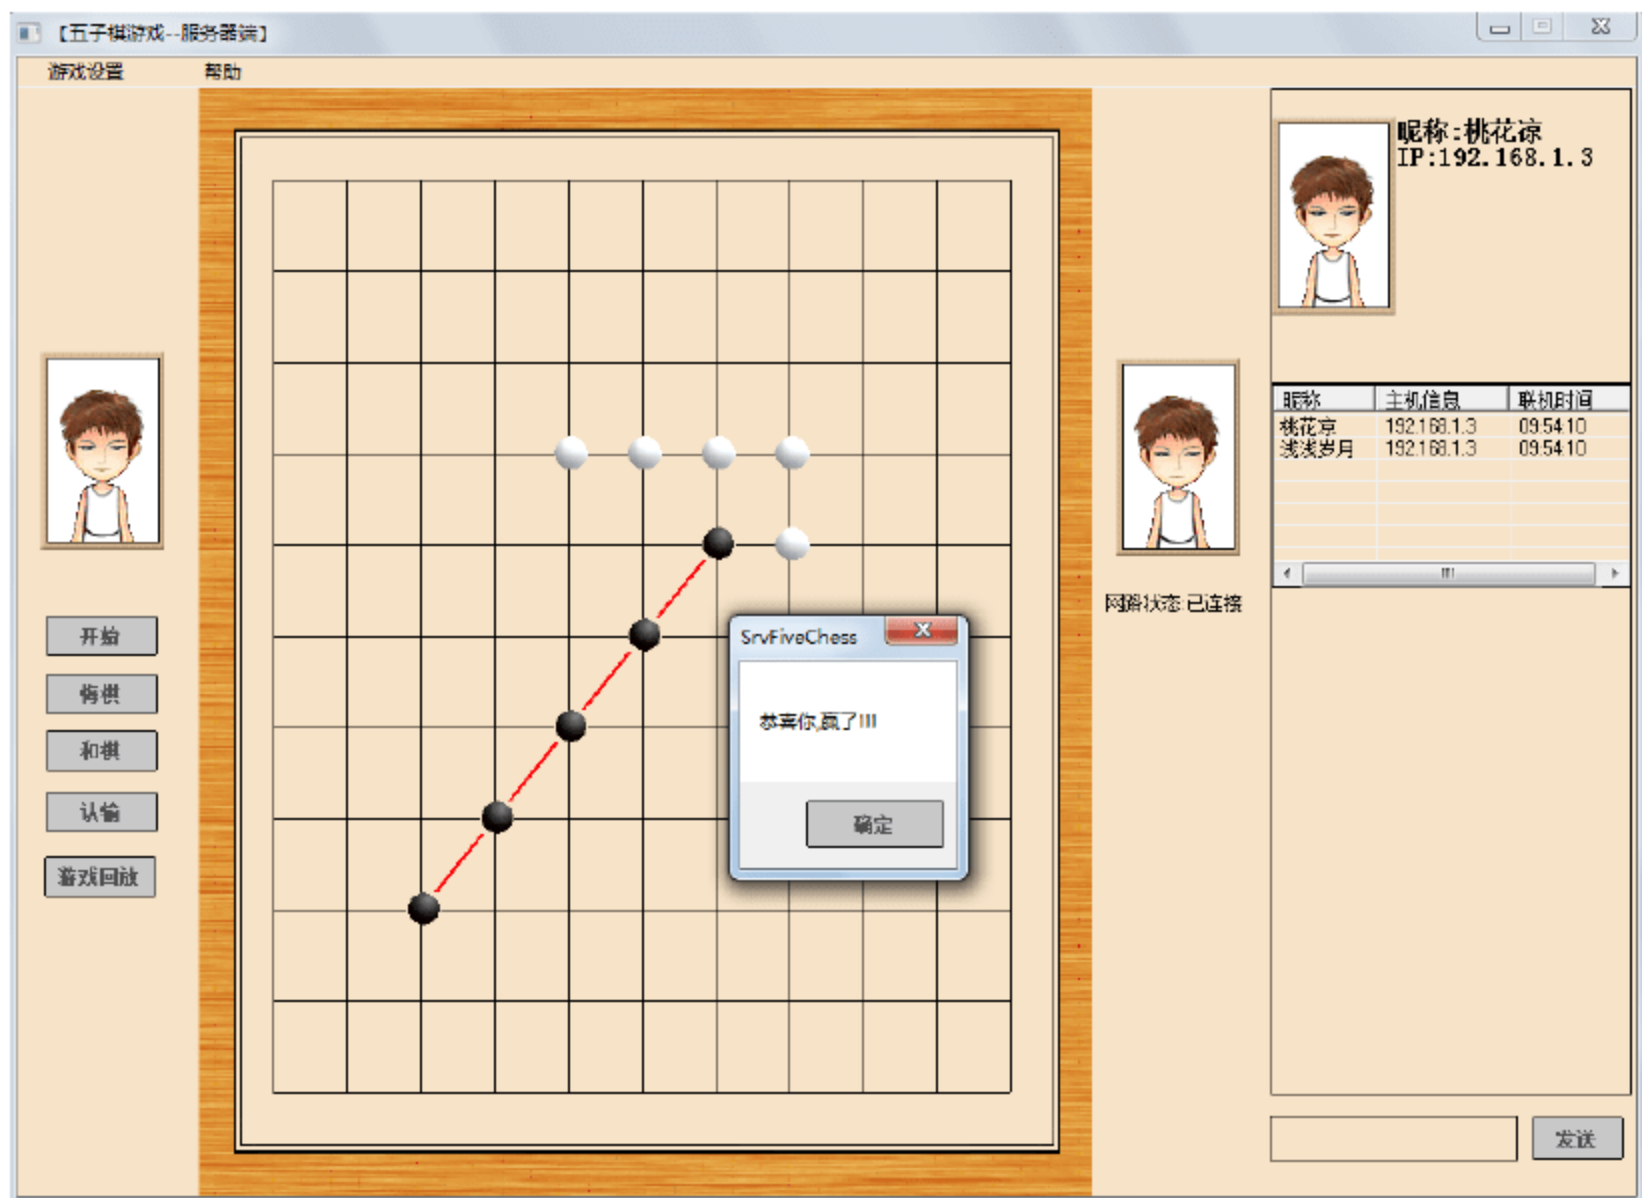 【五子棋游戏--服务器端】
游戏设置 帮助
昵称:桃花凉
IP:192.168.1.3
昵称 主机信息 联机时间
桃花凉 192.168.1.3 09:54:10
浅浅岁月 192.168.1.3 09:54:10
网络状态:已连接
开始
悔棋
和棋
认输
游戏回放
SrvFiveChess
恭喜你,赢了!!!
确定
发送